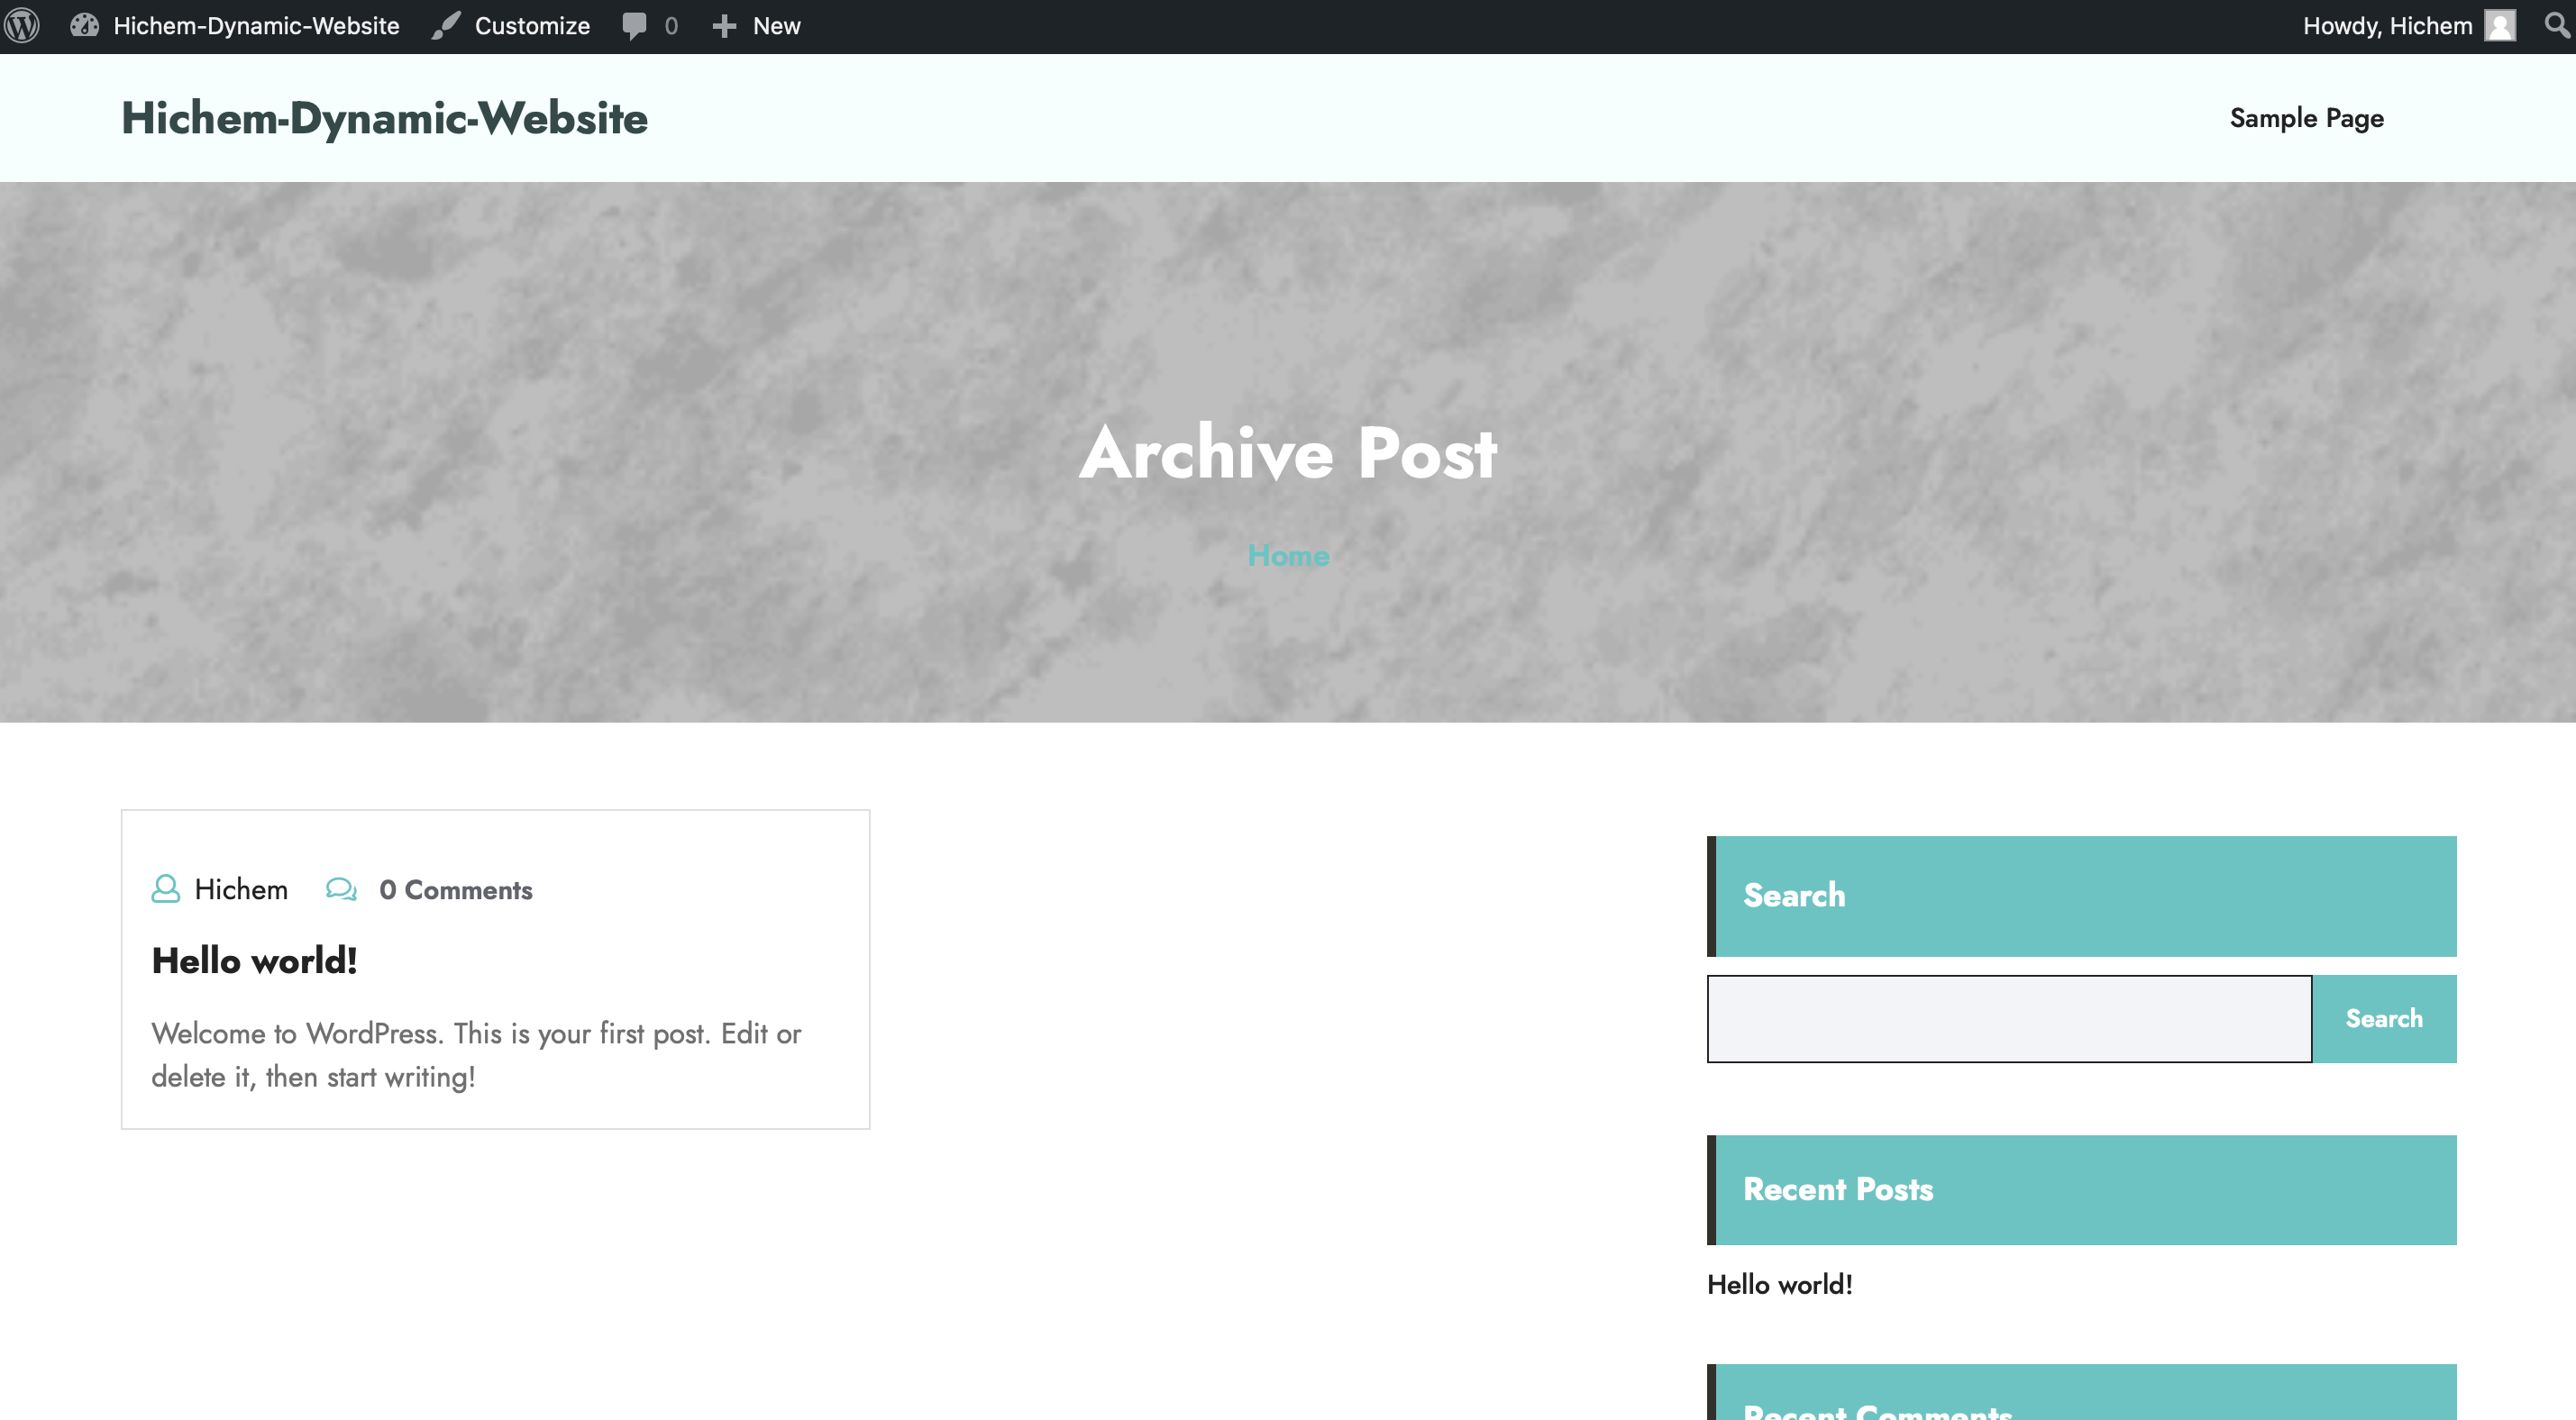 Hichem-Dynamic-Website Customize 0 New Howdy, Hichem
Hichem-Dynamic-Website Sample Page
Archive Post
Home
Hichem 0 Comments
Hello world!
Welcome to WordPress. This is your first post. Edit or
delete it, then start writing!
Search
Search
Recent Posts
Hello world!
Recent Comments